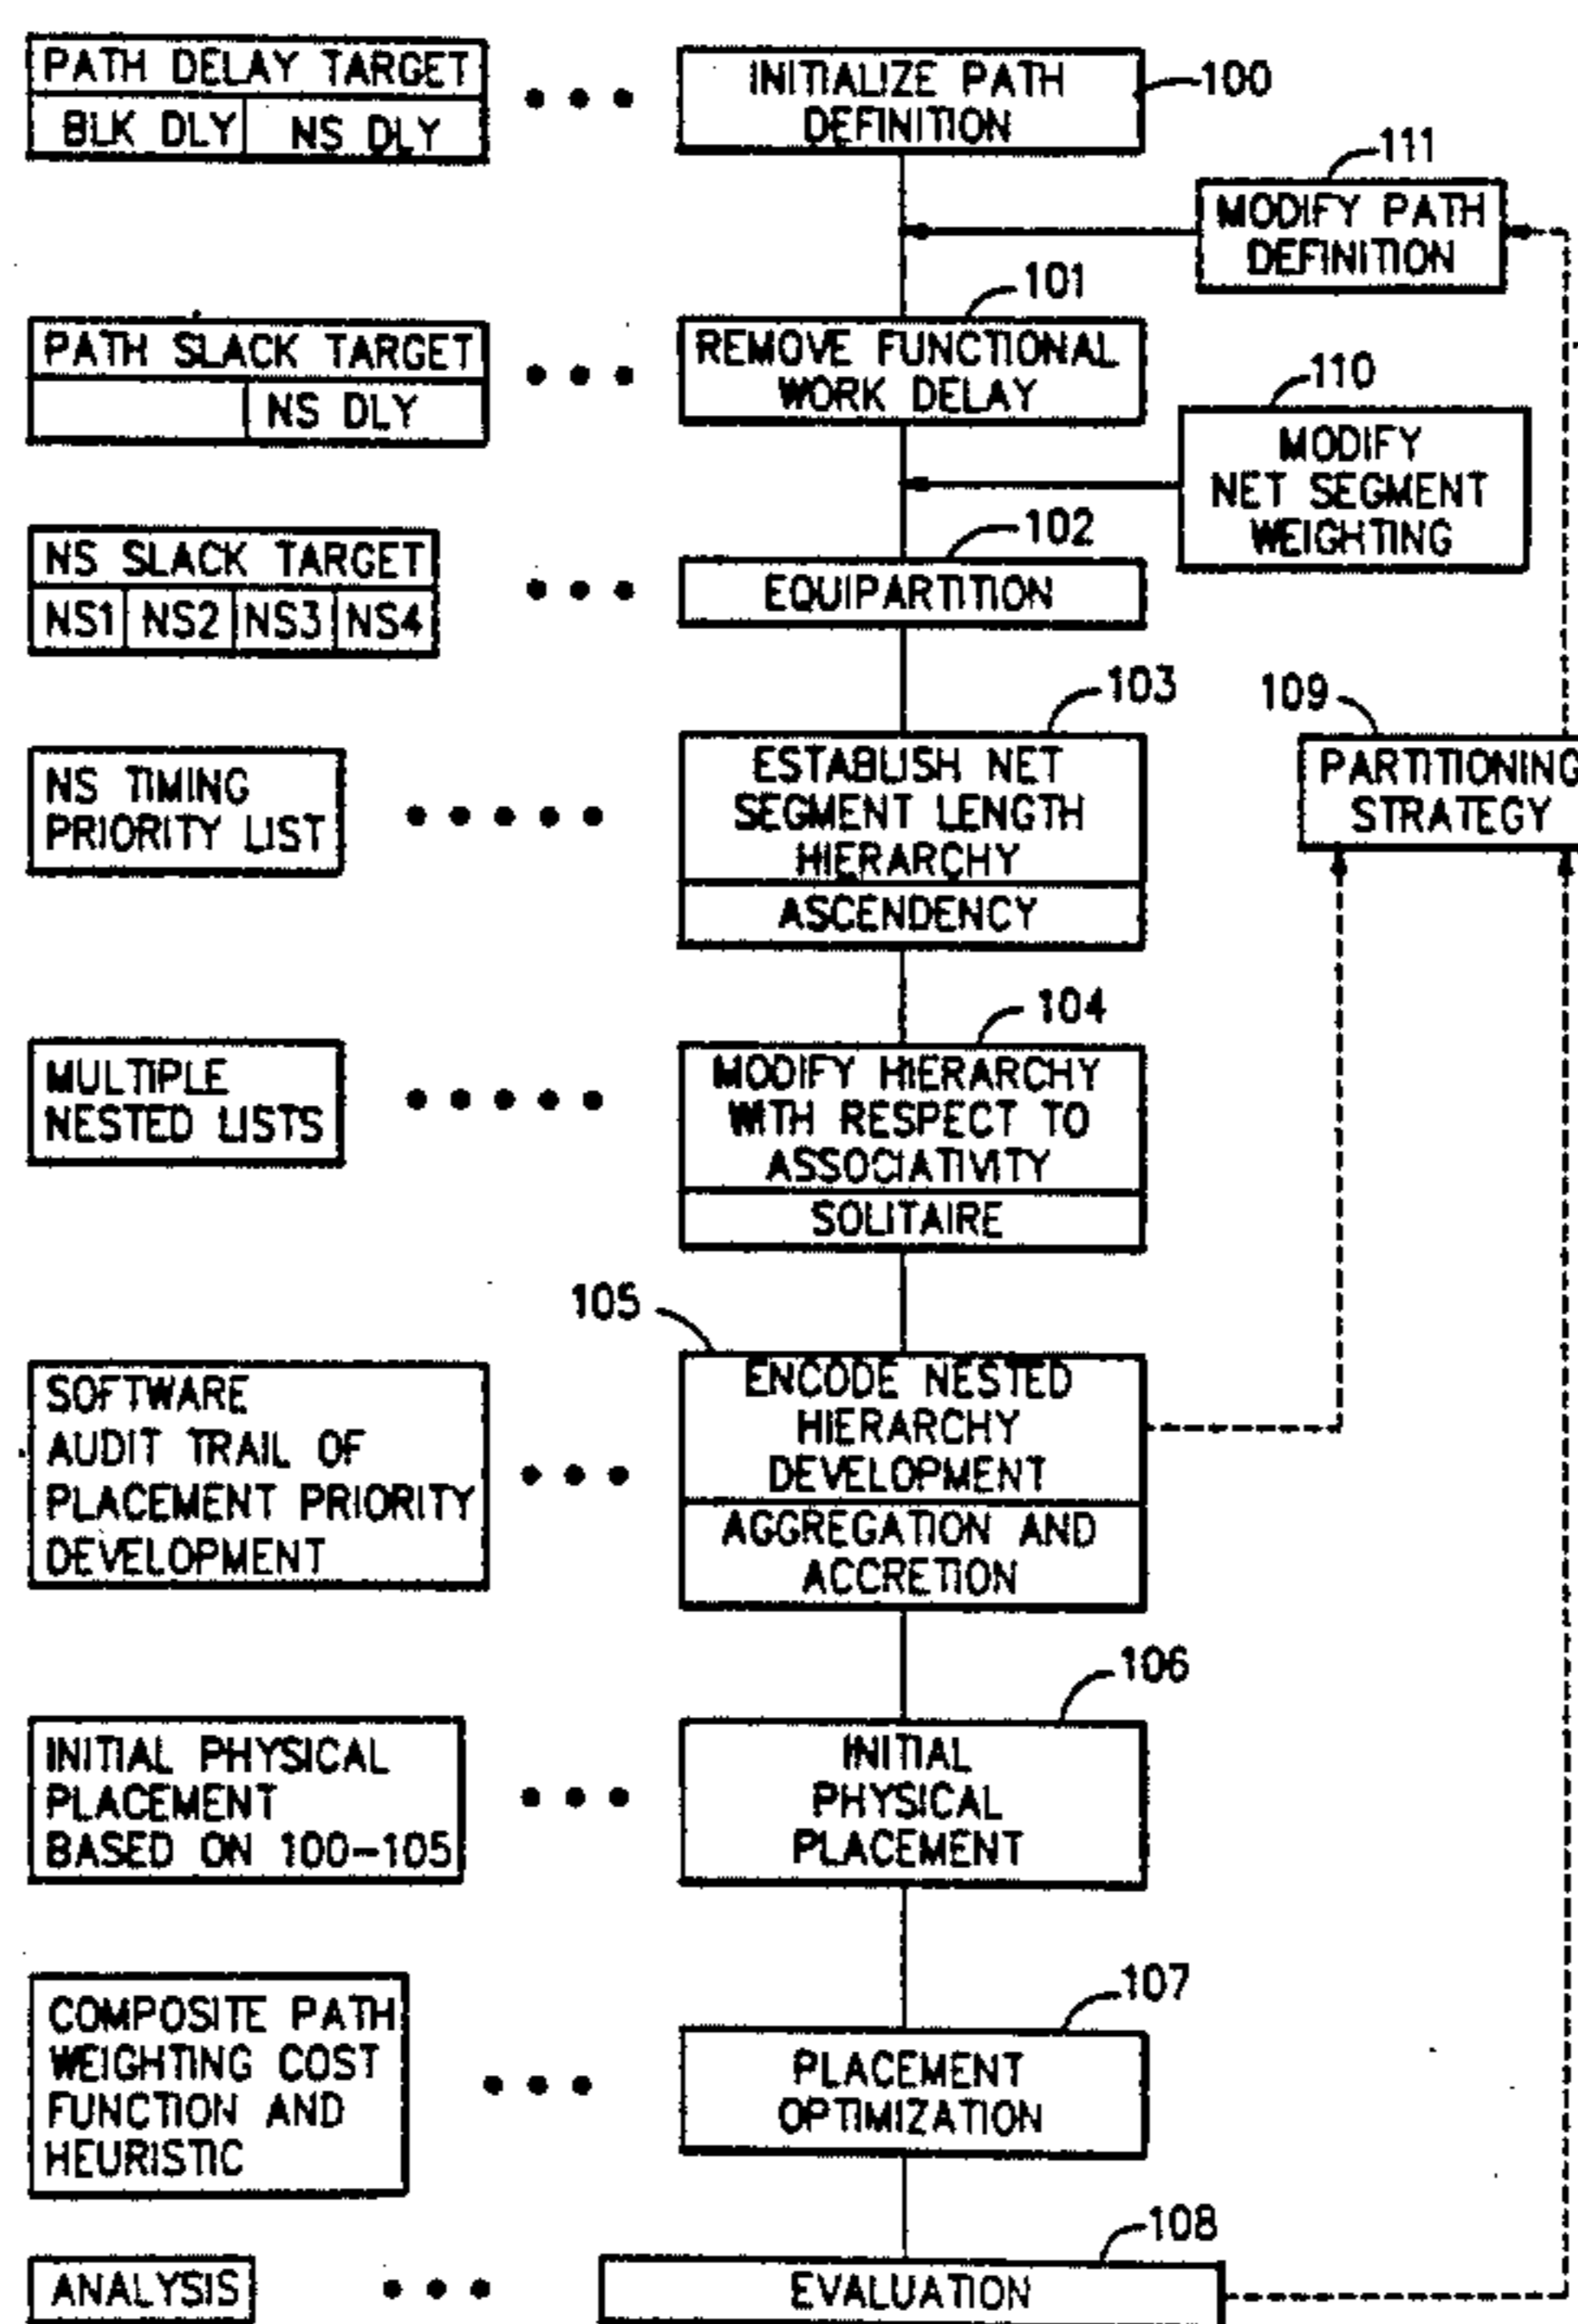 PATH DELAY TARGET
BLK DLY NS DLY
INITIALIZE PATH
DEFINITION
100
111
MODIFY PATH
DEFINITION
101
PATH SLACK TARGET
NS DLY
REMOVE FUNCTIONAL
WORK DELAY
110
MODIFY
NET SEGMENT
WEIGHTING
102
NS SLACK TARGET
NS1 NS2 NS3 NS4
EQUIPARTITION
103
109
NS TIMING
PRIORITY LIST
ESTABLISH NET
SEGMENT LENGTH
HIERARCHY
ASCENDENCY
PARTITIONING
STRATEGY
104
MULTIPLE
NESTED LISTS
MODIFY HIERARCHY
WITH RESPECT TO
ASSOCIATIVITY
SOLITAIRE
105
SOFTWARE
AUDIT TRAIL OF
PLACEMENT PRIORITY
DEVELOPMENT
ENCODE NESTED
HIERARCHY
DEVELOPMENT
AGGREGATION AND
ACCRETION
106
INITIAL PHYSICAL
PLACEMENT
BASED ON 100-105
INITIAL
PHYSICAL
PLACEMENT
107
COMPOSITE PATH
WEIGHTING COST
FUNCTION AND
HEURISTIC
PLACEMENT
OPTIMIZATION
108
ANALYSIS
EVALUATION